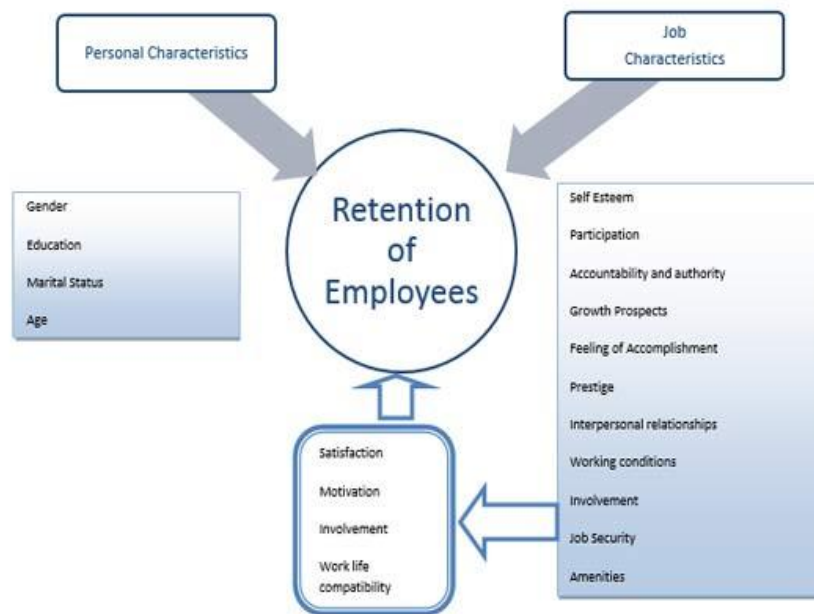 Personal Characteristics
Job
Characteristics
Retention
of
Employees
Gender
Education
Marital Status
Age
Self Esteem
Participation
Accountability and authority
Growth Prospects
Feeling of Accomplishment
Prestige
Interpersonal relationships
Working conditions
Involvement
Job Security
Amenities
Satisfaction
Motivation
Involvement
Work life
compatibility